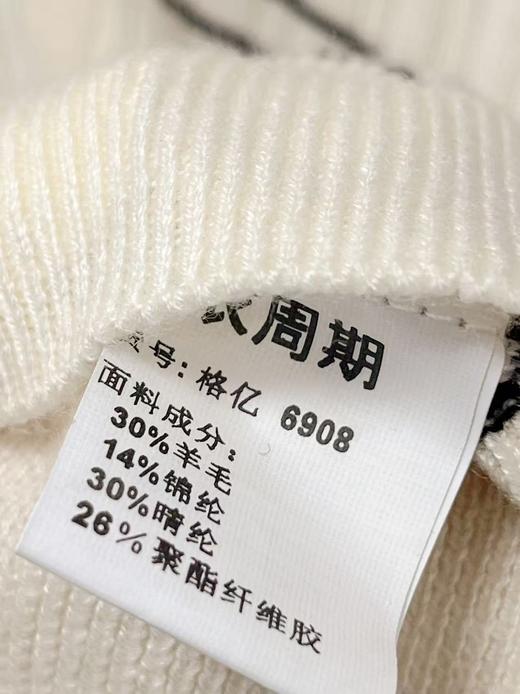 周期
号: 格亿 6908
面料成分:
30%羊毛
14%锦纶
30%晴纶
26%聚酯纤维胶